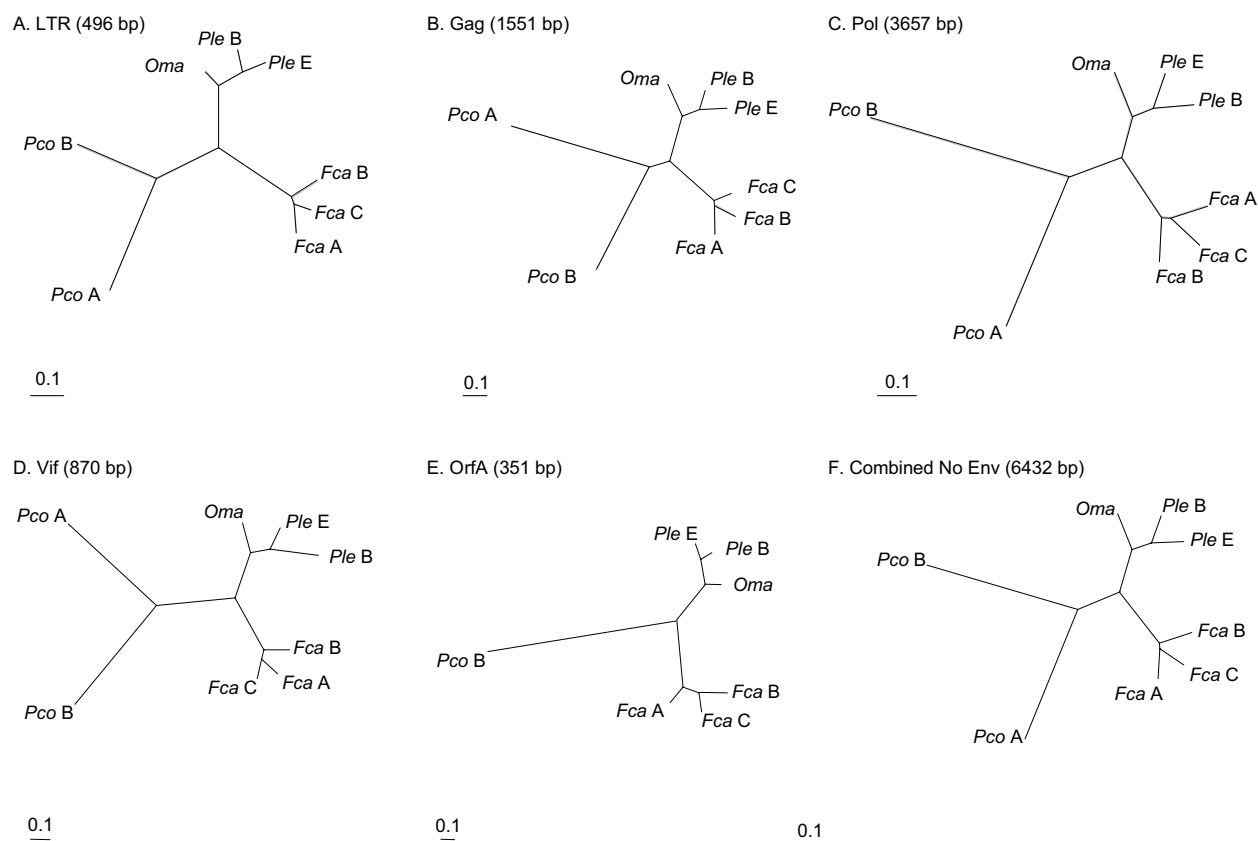 A. LTR (496 bp)
Ple B
Oma
Ple E
Pco B
Fca B
Fca C
Fca A
Pco A
0.1
B. Gag (1551 bp)
Oma
Ple B
Ple E
Pco A
Fca C
Fca B
Fca A
Pco B
0.1
C. Pol (3657 bp)
Oma
Ple E
Ple B
Pco B
Fca A
Fca C
Fca B
Pco A
0.1
D. Vif (870 bp)
Pco A
Oma
Ple E
Ple B
Fca B
Fca A
Fca C
Pco B
0.1
E. OrfA (351 bp)
Ple E
Ple B
Oma
Pco B
Fca B
Fca A
Fca C
0.1
F. Combined No Env (6432 bp)
Oma
Ple B
Ple E
Pco B
Fca B
Fca C
Fca A
Pco A
0.1